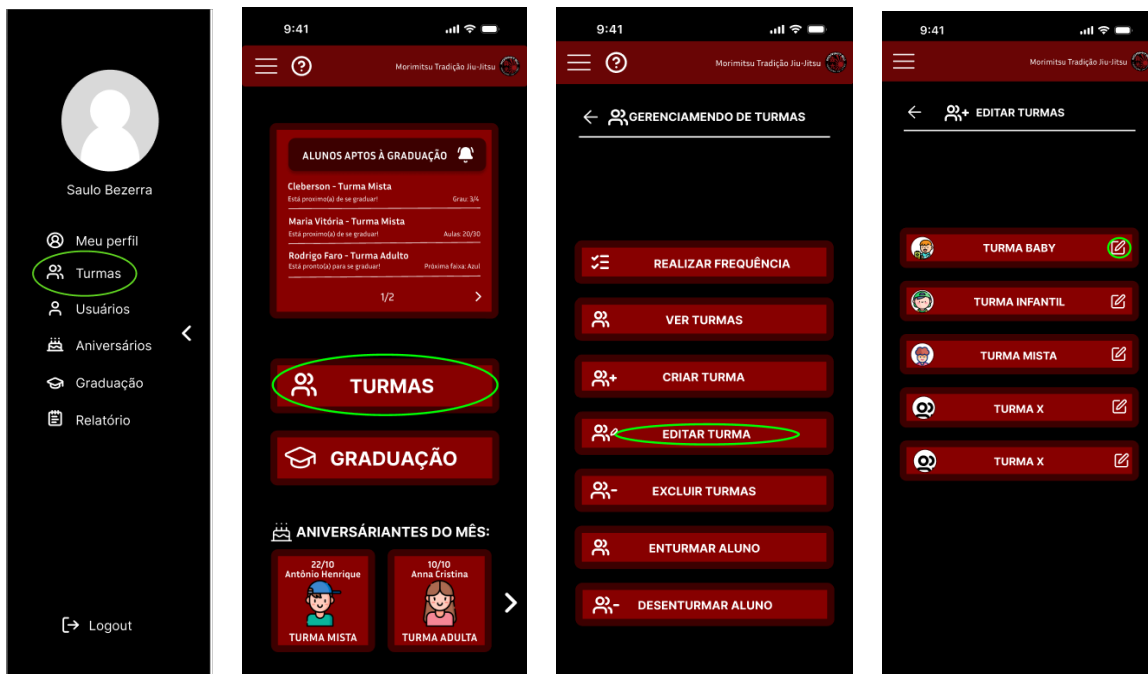 Saulo Bezerra
Meu perfil
Turmas
Usuários
Aniversários
Graduação
Relatório
Logout
9:41
Morimitsu Tradição Jiu-Jitsu
ALUNOS APTOS À GRADUAÇÃO
Cleberson - Turma Mista
Está proximo(a) de se graduar! Grau: 3/4
Maria Vitória - Turma Mista
Está proximo(a) de se graduar! Aulas: 20/30
Rodrigo Faro - Turma Adulto
Está pronto(a) para se graduar! Próxima faixa: Azul
1/2
TURMAS
GRADUAÇÃO
ANIVERSÁRIANTES DO MÊS:
22/10
Antônio Henrique
TURMA MISTA
10/10
Anna Cristina
TURMA ADULTA
9:41
Morimitsu Tradição Jiu-Jitsu
GERENCIAMENDO DE TURMAS
REALIZAR FREQUÊNCIA
VER TURMAS
CRIAR TURMA
EDITAR TURMA
EXCLUIR TURMAS
ENTURMAR ALUNO
DESENTURMAR ALUNO
9:41
Morimitsu Tradição Jiu-Jitsu
EDITAR TURMAS
TURMA BABY
TURMA INFANTIL
TURMA MISTA
TURMA X
TURMA X